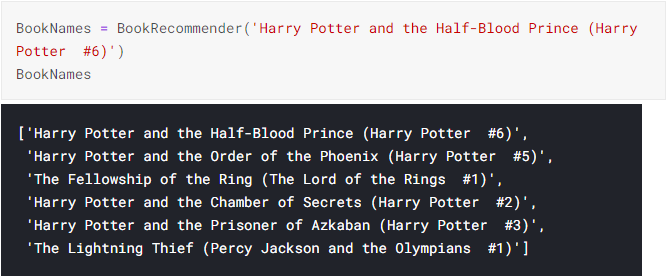 BookNames = BookRecommender('Harry Potter and the Half-Blood Prince (Harry
Potter  #6)')
BookNames
['Harry Potter and the Half-Blood Prince (Harry Potter  #6)',
 'Harry Potter and the Order of the Phoenix (Harry Potter  #5)',
 'The Fellowship of the Ring (The Lord of the Rings  #1)',
 'Harry Potter and the Chamber of Secrets (Harry Potter  #2)',
 'Harry Potter and the Prisoner of Azkaban (Harry Potter  #3)',
 'The Lightning Thief (Percy Jackson and the Olympians  #1)']